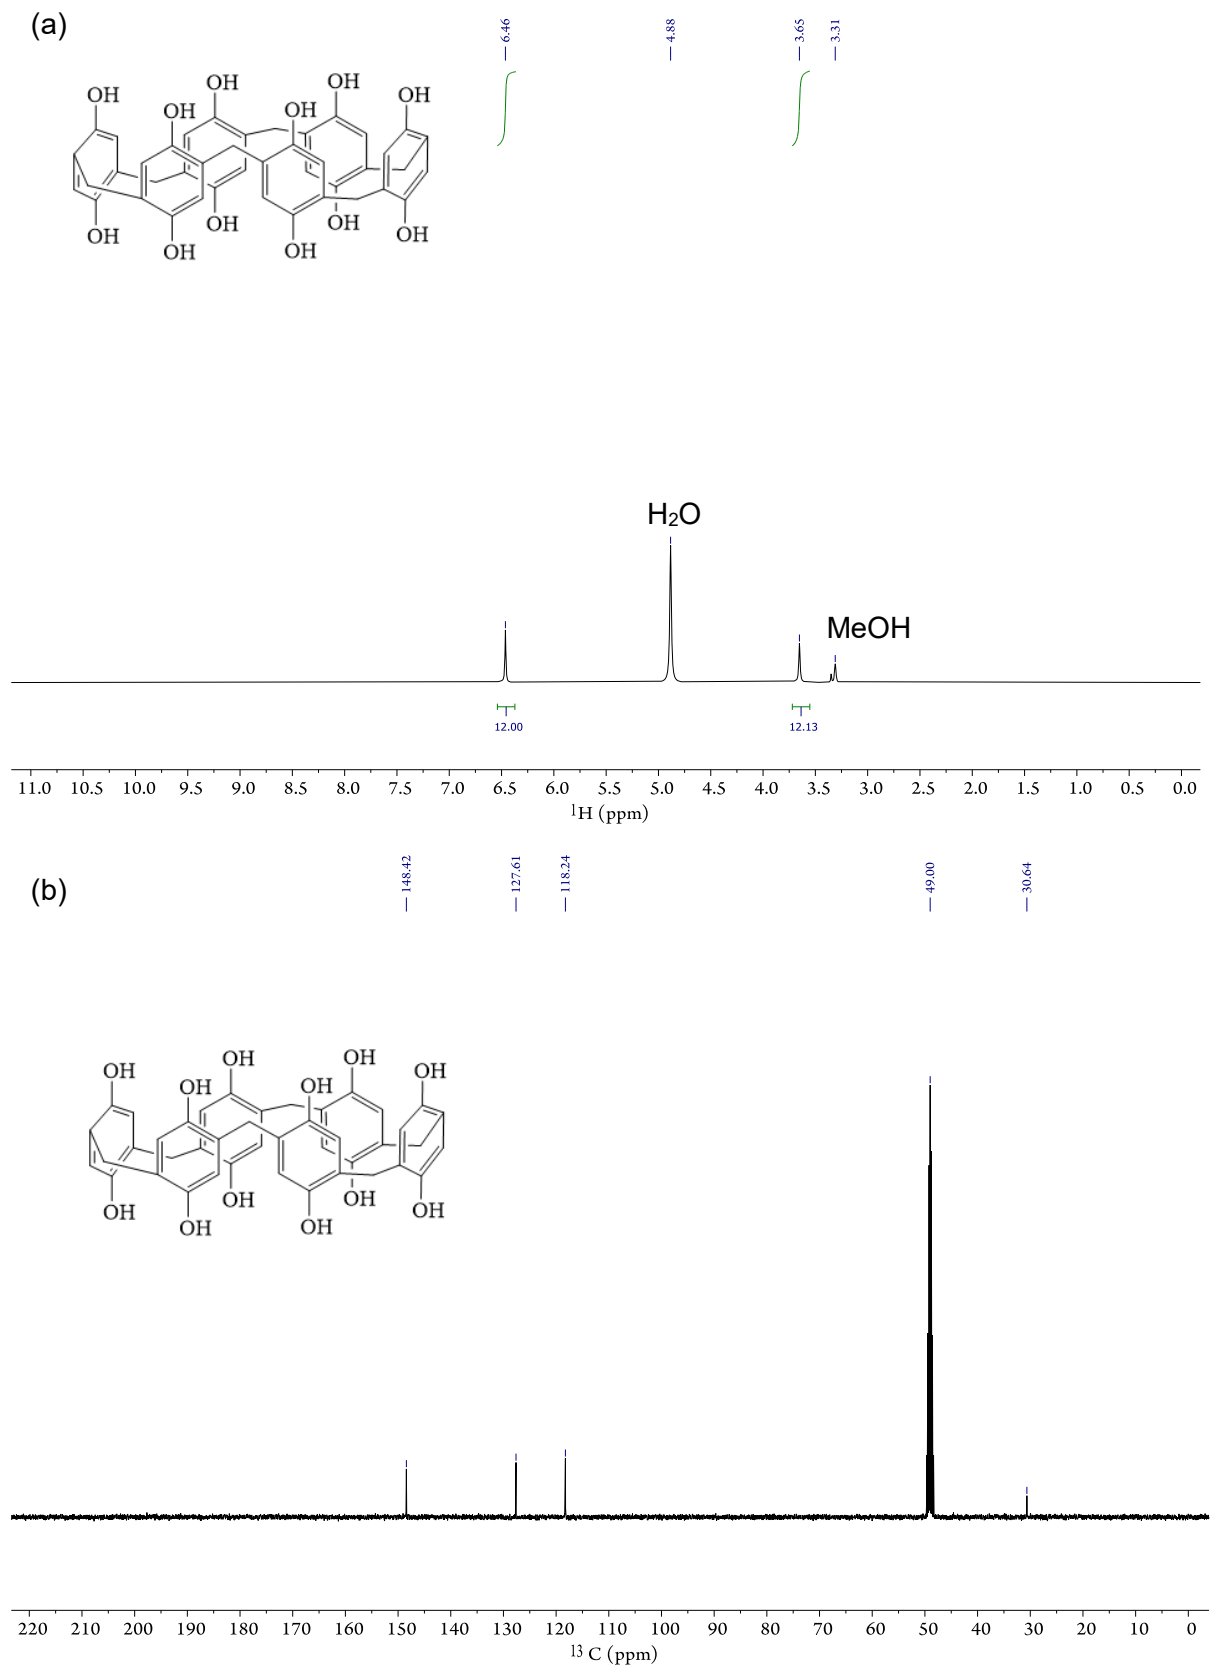 (a)
6.46
4.88
3.65
3.31
OH OH OH OH OH OH
OH OH OH OH OH OH
H₂O
MeOH
12.00
12.13
11.0 10.5 10.0 9.5 9.0 8.5 8.0 7.5 7.0 6.5 6.0 5.5 5.0 4.5 4.0 3.5 3.0 2.5 2.0 1.5 1.0 0.5 0.0
¹H (ppm)
(b)
148.42
127.61
118.24
49.00
30.64
OH OH OH OH OH OH
OH OH OH OH OH OH
220 210 200 190 180 170 160 150 140 130 120 110 100 90 80 70 60 50 40 30 20 10 0
¹³ C (ppm)